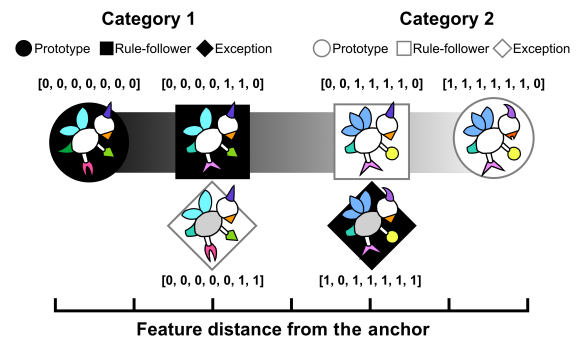 Category 1 Category 2
Prototype Rule-follower Exception Prototype Rule-follower Exception
[0, 0, 0, 0, 0, 0, 0] [0, 0, 0, 0, 1, 1, 0] [0, 0, 1, 1, 1, 1, 0] [1, 1, 1, 1, 1, 1, 0]
[0, 0, 0, 0, 0, 1, 1] [1, 0, 1, 1, 1, 1, 1]
Feature distance from the anchor